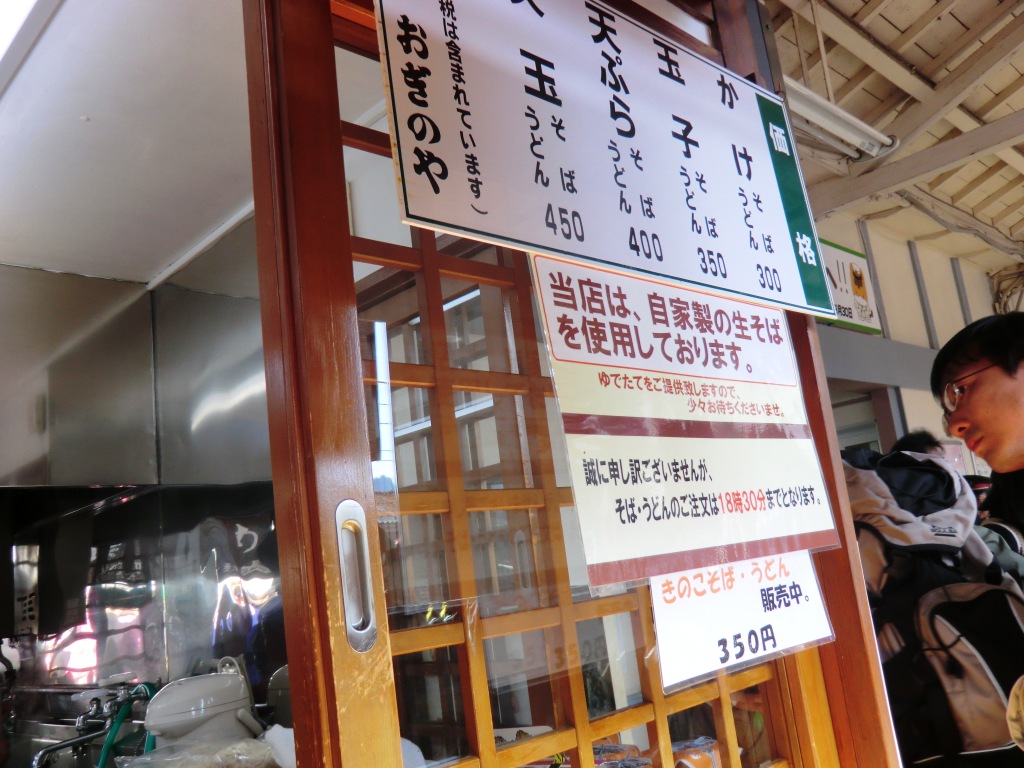 価格
かけ そば うどん 300
玉子 そば うどん 350
天ぷら そば うどん 400
玉 そば うどん 450
税は含まれています)
おぎのや
当店は、自家製の生そば
を使用しております。
ゆでたてをご提供致しますので、
少々お待ちくださいませ。
誠に申し訳ございませんが、
そば・うどんのご注文は18時30分までとなります。
きのこそば・うどん
販売中。
350円
!!
月30日